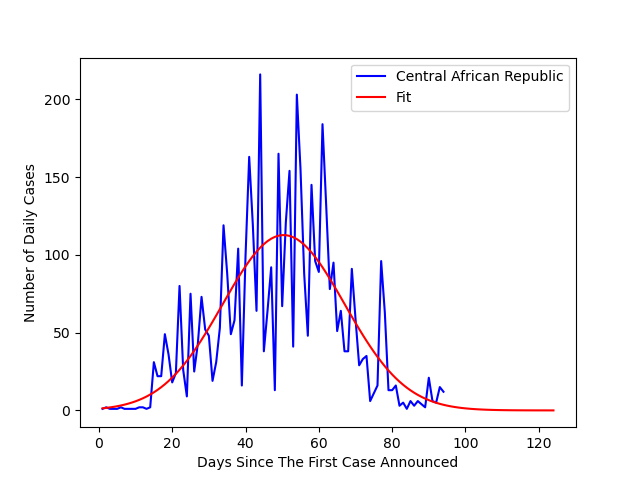 Central African Republic
Fit
Number of Daily Cases
200
150
100
50
0
0 20 40 60 80 100 120
Days Since The First Case Announced